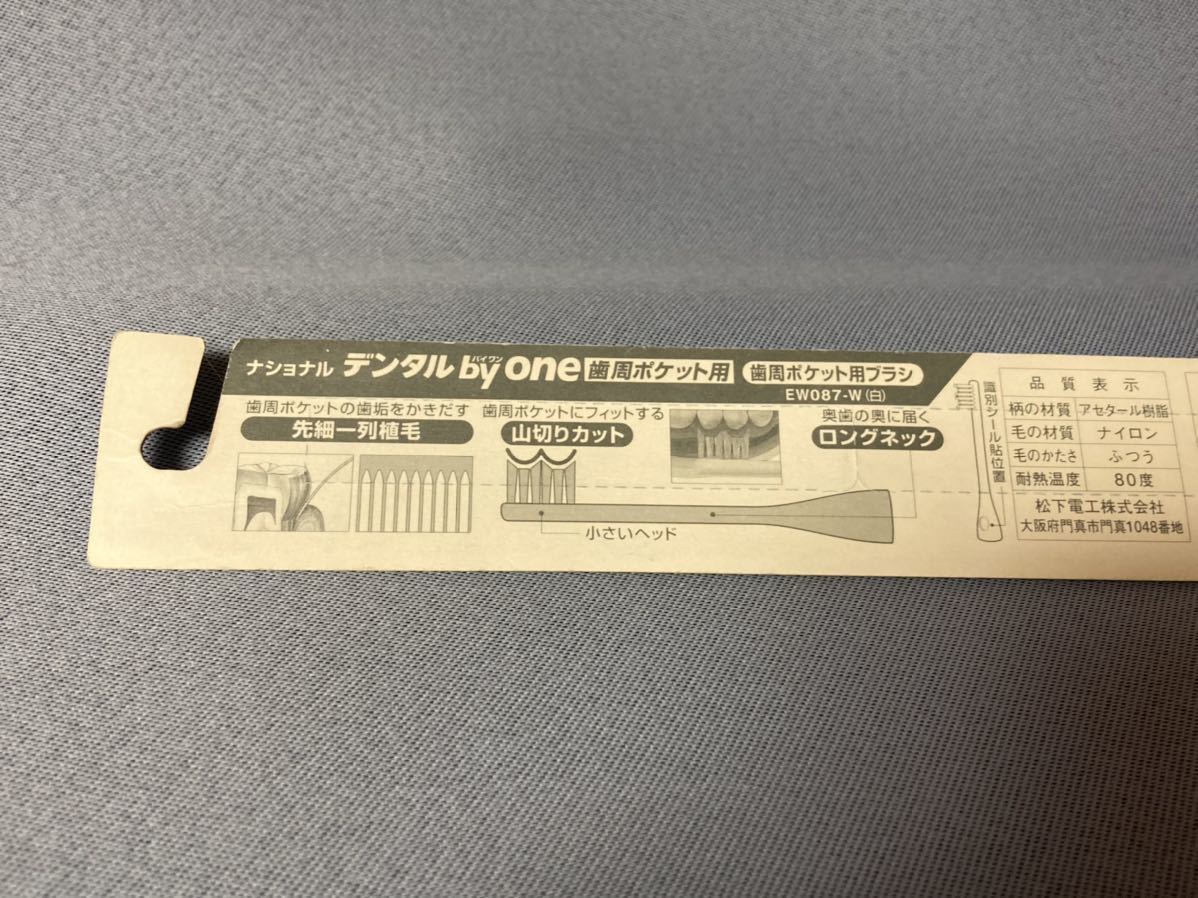 ナショナル デンタル by one 歯周ポケット用 歯周ポケット用ブラシ
バイワン
EW087-W(白)
歯周ポケットの歯垢をかきだす
先細一列植毛
歯周ポケットにフィットする
山切りカット
奥歯の奥に届く
ロングネック
小さいヘッド
識別シール貼位置
品質表示
柄の材質 アセタール樹脂
毛の材質 ナイロン
毛のかたさ ふつう
耐熱温度 80度
松下電工株式会社
大阪府門真市門真1048番地